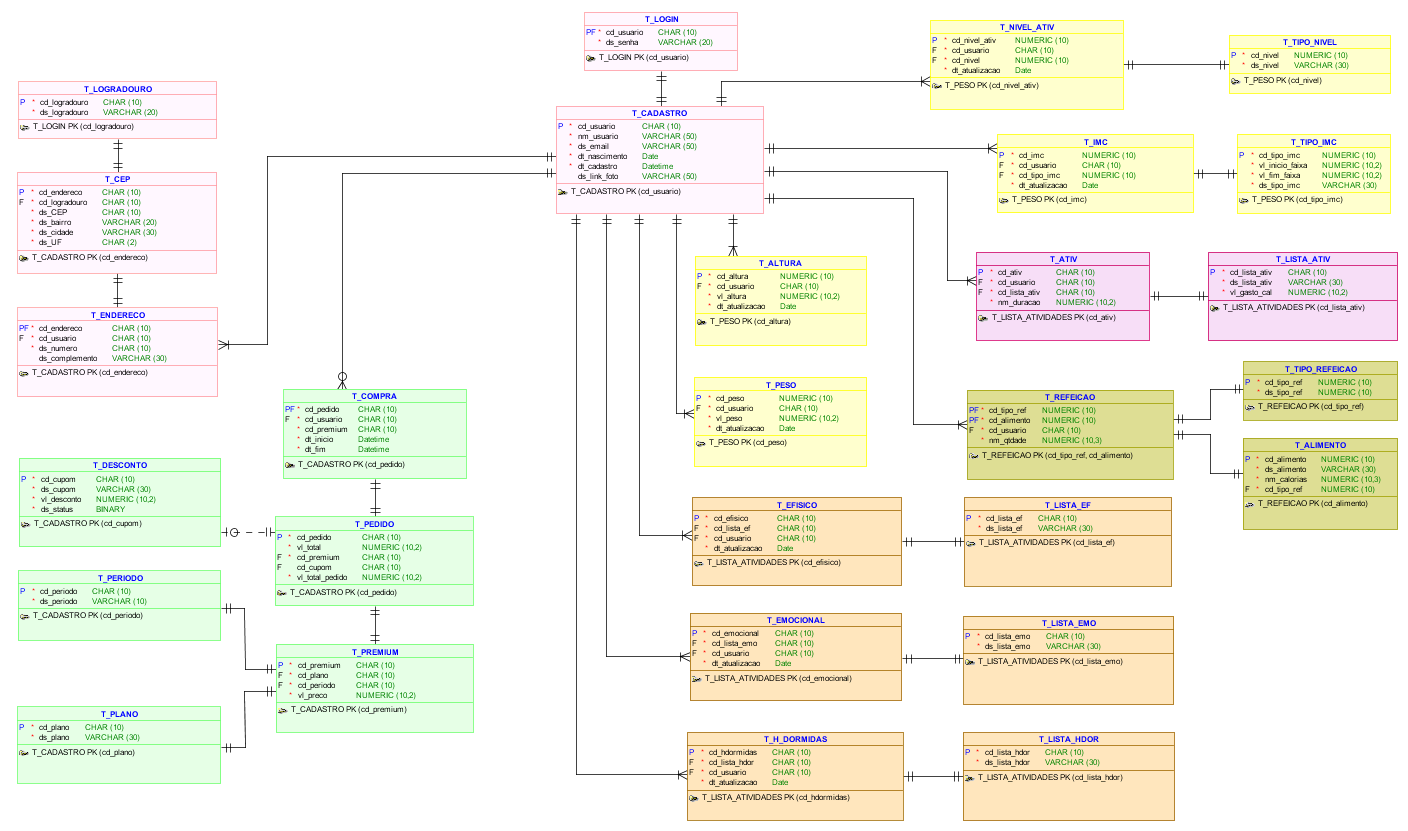 T_LOGIN
PF * cd_usuario CHAR (10)
* ds_senha VARCHAR (20)
T_LOGIN PK (cd_usuario)
T_NIVEL_ATIV
P * cd_nivel_ativ NUMERIC (10)
F * cd_usuario CHAR (10)
F * cd_nivel NUMERIC (10)
* dt_atualizacao Date
T_PESO PK (cd_nivel_ativ)
T_TIPO_NIVEL
P * cd_nivel NUMERIC (10)
* ds_nivel VARCHAR (30)
T_PESO PK (cd_nivel)
T_LOGRADOURO
P * cd_logradouro CHAR (10)
* ds_logradouro VARCHAR (20)
T_LOGIN PK (cd_logradouro)
T_CADASTRO
P * cd_usuario CHAR (10)
* nm_usuario VARCHAR (50)
* ds_email VARCHAR (50)
* dt_nascimento Date
* dt_cadastro Datetime
* ds_link_foto VARCHAR (50)
T_CADASTRO PK (cd_usuario)
T_IMC
P * cd_imc NUMERIC (10)
F * cd_usuario CHAR (10)
F * cd_tipo_imc NUMERIC (10)
* dt_atualizacao Date
T_PESO PK (cd_imc)
T_TIPO_IMC
P * cd_tipo_imc NUMERIC (10)
* vl_inicio_faixa NUMERIC (10,2)
* vl_fim_faixa NUMERIC (10,2)
* ds_tipo_imc VARCHAR (30)
T_PESO PK (cd_tipo_imc)
T_CEP
P * cd_endereco CHAR (10)
F * cd_logradouro CHAR (10)
* ds_CEP CHAR (10)
* ds_bairro VARCHAR (20)
* ds_cidade VARCHAR (30)
* ds_UF CHAR (2)
T_CADASTRO PK (cd_endereco)
T_ALTURA
P * cd_altura NUMERIC (10)
F * cd_usuario CHAR (10)
* vl_altura NUMERIC (10,2)
* dt_atualizacao Date
T_PESO PK (cd_altura)
T_ATIV
P * cd_ativ CHAR (10)
F * cd_usuario CHAR (10)
F * cd_lista_ativ CHAR (10)
* nm_duracao NUMERIC (10,2)
T_LISTA_ATIVIDADES PK (cd_ativ)
T_LISTA_ATIV
P * cd_lista_ativ CHAR (10)
* ds_lista_ativ VARCHAR (30)
* vl_gasto_cal NUMERIC (10,2)
T_LISTA_ATIVIDADES PK (cd_lista_ativ)
T_ENDERECO
PF * cd_endereco CHAR (10)
F * cd_usuario CHAR (10)
* ds_numero CHAR (10)
ds_complemento VARCHAR (30)
T_CADASTRO PK (cd_endereco)
T_COMPRA
PF * cd_pedido CHAR (10)
F * cd_usuario CHAR (10)
* cd_premium CHAR (10)
* dt_inicio Datetime
* dt_fim Datetime
T_CADASTRO PK (cd_pedido)
T_PESO
P * cd_peso NUMERIC (10)
F * cd_usuario CHAR (10)
* vl_peso NUMERIC (10,2)
* dt_atualizacao Date
T_PESO PK (cd_peso)
T_REFEICAO
PF * cd_tipo_ref NUMERIC (10)
PF * cd_alimento NUMERIC (10)
F * cd_usuario CHAR (10)
* nm_qtdade NUMERIC (10,3)
T_REFEICAO PK (cd_tipo_ref, cd_alimento)
T_TIPO_REFEICAO
P * cd_tipo_ref NUMERIC (10)
* ds_tipo_ref NUMERIC (10)
T_REFEICAO PK (cd_tipo_ref)
T_ALIMENTO
P * cd_alimento NUMERIC (10)
* ds_alimento VARCHAR (30)
* nm_calorias NUMERIC (10,3)
F * cd_tipo_ref NUMERIC (10)
T_REFEICAO PK (cd_alimento)
T_DESCONTO
P * cd_cupom CHAR (10)
* ds_cupom VARCHAR (30)
* vl_desconto NUMERIC (10,2)
* ds_status BINARY
T_CADASTRO PK (cd_cupom)
T_PEDIDO
P * cd_pedido CHAR (10)
* vl_total NUMERIC (10,2)
F * cd_premium CHAR (10)
F cd_cupom CHAR (10)
* vl_total_pedido NUMERIC (10,2)
T_CADASTRO PK (cd_pedido)
T_EFISICO
P * cd_efisico CHAR (10)
F * cd_lista_ef CHAR (10)
F * cd_usuario CHAR (10)
* dt_atualizacao Date
T_LISTA_ATIVIDADES PK (cd_efisico)
T_LISTA_EF
P * cd_lista_ef CHAR (10)
* ds_lista_ef VARCHAR (30)
T_LISTA_ATIVIDADES PK (cd_lista_ef)
T_PERIODO
P * cd_periodo CHAR (10)
* ds_periodo VARCHAR (10)
T_CADASTRO PK (cd_periodo)
T_PREMIUM
P * cd_premium CHAR (10)
F * cd_plano CHAR (10)
F * cd_periodo CHAR (10)
* vl_preco NUMERIC (10,2)
T_CADASTRO PK (cd_premium)
T_EMOCIONAL
P * cd_emocional CHAR (10)
F * cd_lista_emo CHAR (10)
F * cd_usuario CHAR (10)
* dt_atualizacao Date
T_LISTA_ATIVIDADES PK (cd_emocional)
T_LISTA_EMO
P * cd_lista_emo CHAR (10)
* ds_lista_emo VARCHAR (30)
T_LISTA_ATIVIDADES PK (cd_lista_emo)
T_PLANO
P * cd_plano CHAR (10)
* ds_plano VARCHAR (30)
T_CADASTRO PK (cd_plano)
T_H_DORMIDAS
P * cd_hdormidas CHAR (10)
F * cd_lista_hdor CHAR (10)
F * cd_usuario CHAR (10)
* dt_atualizacao Date
T_LISTA_ATIVIDADES PK (cd_hdormidas)
T_LISTA_HDOR
P * cd_lista_hdor CHAR (10)
* ds_lista_hdor VARCHAR (30)
T_LISTA_ATIVIDADES PK (cd_lista_hdor)